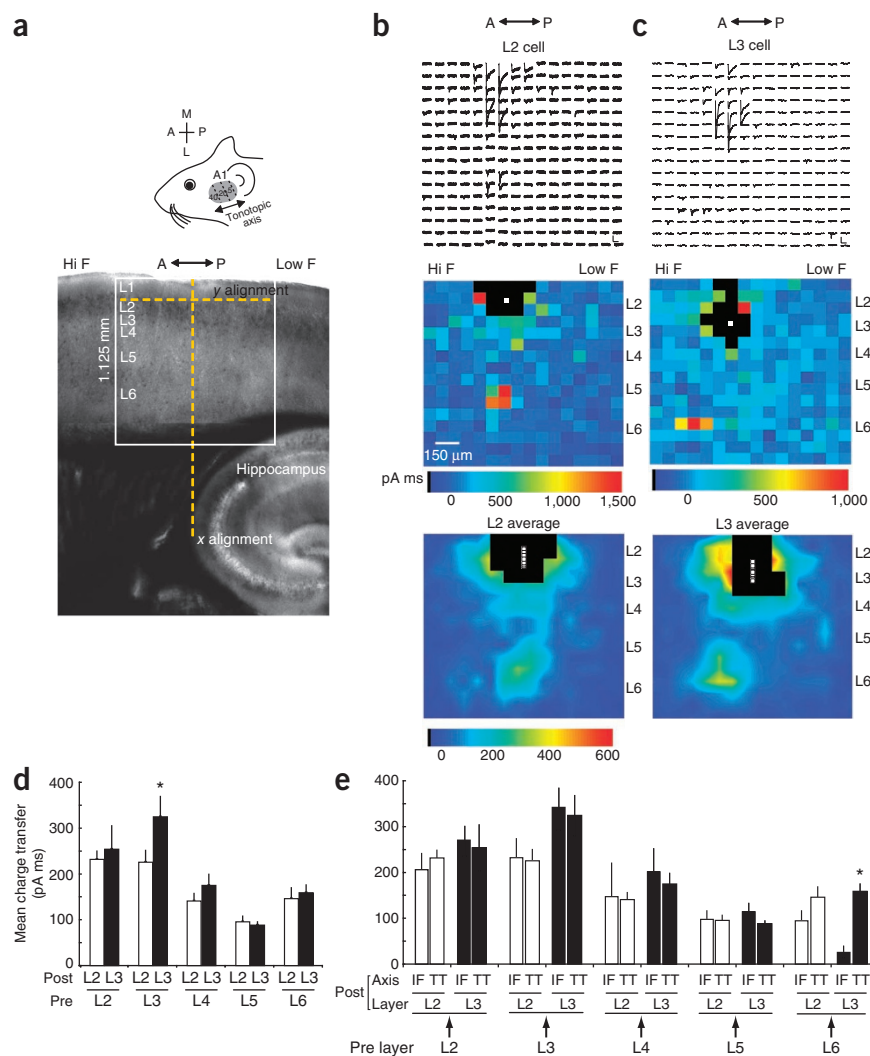 a
M
A P
L
A1
Tonotopic
axis
Hi F A P Low F
L1
y alignment
L2
L3
L4
L5
L6
1.125 mm
Hippocampus
x alignment
b
A P
L2 cell
Hi F Low F
L2
L3
L4
L5
L6
150 μm
pA ms
0 500 1,000 1,500
L2 average
L2
L3
L4
L5
L6
0 200 400 600
c
A P
L3 cell
L2
L3
L4
L5
L6
0 500 1,000
L3 average
L2
L3
L4
L5
L6
d
Mean charge transfer
(pA ms)
400
300
200
100
0
*
Post L2 L3 L2 L3 L2 L3 L2 L3 L2 L3
Pre L2 L3 L4 L5 L6
e
400
300
200
100
0
*
Post
Axis IF TT IF TT IF TT IF TT IF TT IF TT IF TT IF TT IF TT IF TT
Layer L2 L3 L2 L3 L2 L3 L2 L3 L2 L3
Pre layer L2 L3 L4 L5 L6